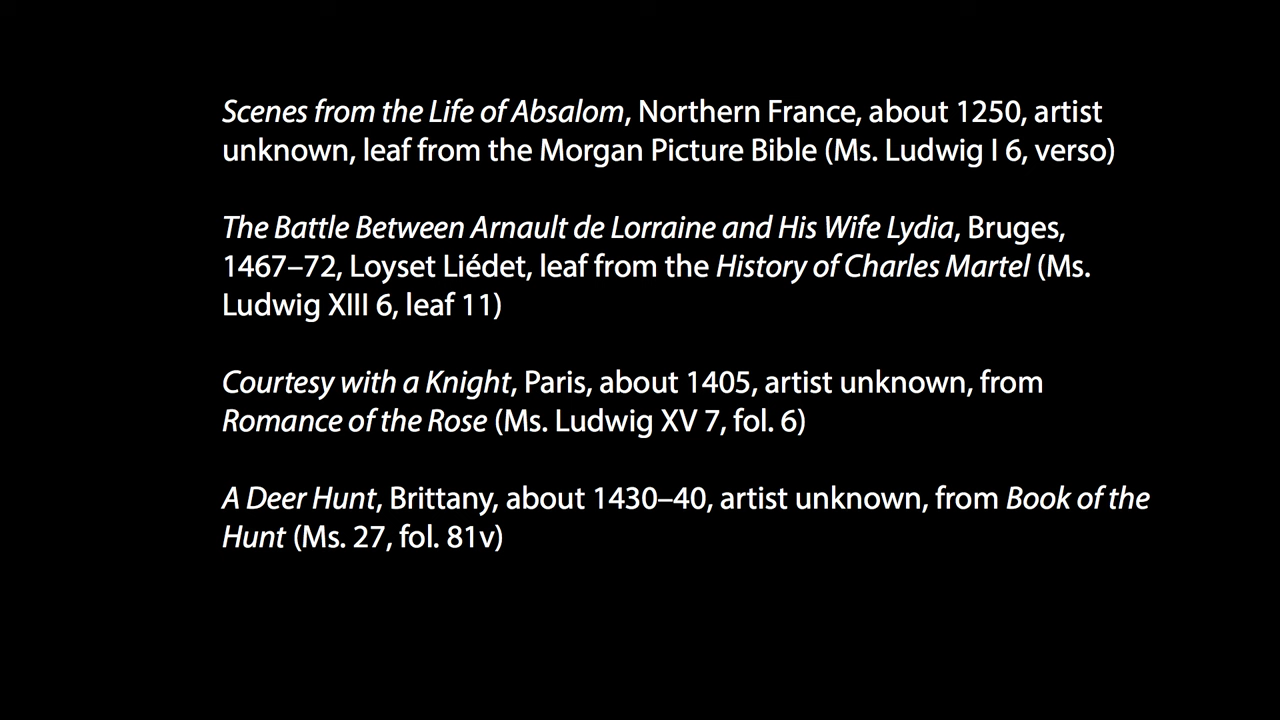 Scenes from the Life of Absalom, Northern France, about 1250, artist
unknown, leaf from the Morgan Picture Bible (Ms. Ludwig I 6, verso)
The Battle Between Arnault de Lorraine and His Wife Lydia, Bruges,
1467–72, Loyset Liédet, leaf from the History of Charles Martel (Ms.
Ludwig XIII 6, leaf 11)
Courtesy with a Knight, Paris, about 1405, artist unknown, from
Romance of the Rose (Ms. Ludwig XV 7, fol. 6)
A Deer Hunt, Brittany, about 1430–40, artist unknown, from Book of the
Hunt (Ms. 27, fol. 81v)